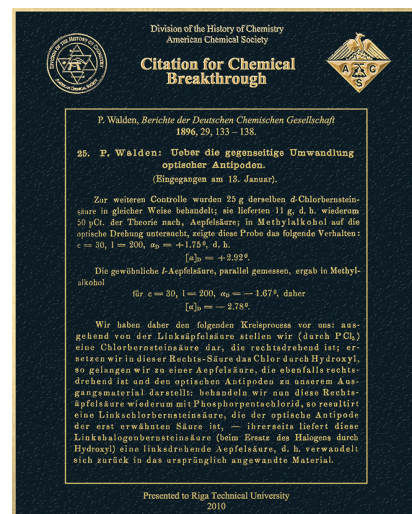 Division of the History of Chemistry
American Chemical Society
Citation for Chemical
Breakthrough
P. Walden, Berichte der Deutschen Chemischen Gesellschaft
1896, 29, 133 – 138.
25. P. Walden: Ueber die gegenseitige Umwandlung
optischer Antipoden.
(Eingegangen am 13. Januar).
Zur weiteren Controlle wurden 25 g derselben d-Chlorbernstein-
säure in gleicher Weise behandelt; sie lieferten 11 g, d. h. wiederum
50 pCt. der Theorie nach, Aepfelsäure; in Methylalkohol auf die
optische Drehung untersucht, zeigte diese Probe das folgende Verhalten:
c = 30, l = 200, αD = +1.75°, d. h.
[α]D = +2.92°.
Die gewöhnliche l-Aepfelsäure, parallel gemessen, ergab in Methyl-
alkohol
für c = 30, l = 200, αD = − 1.67°, daher
[α]D = − 2.78°.
Wir haben daher den folgenden Kreisprocess vor uns: aus-
gehend von der Linksäpfelsäure stellen wir (durch PCl5)
eine Chlorbernsteinsäure dar, die rechtsdrehend ist; er-
setzen wir in dieser Rechts-Säure das Chlor durch Hydroxyl,
so gelangen wir zu einer Aepfelsäure, die ebenfalls rechts-
drehend ist und den optischen Antipoden zu unserem Aus-
gangsmaterial darstellt: behandeln wir nun diese Rechts-
äpfelsäure wiederum mit Phosphorpentachlorid, so resultirt
eine Linkschlorbernsteinsäure, die der optische Antipode
der erst erwähnten Säure ist, — ihrerseits liefert diese
Linkshalogenbernsteinsäure (beim Ersatz des Halogens durch
Hydroxyl) eine linksdrehende Aepfelsäure, d. h. verwandelt
sich zurück in das ursprünglich angewandte Material.
Presented to Riga Technical University
2010
A C S